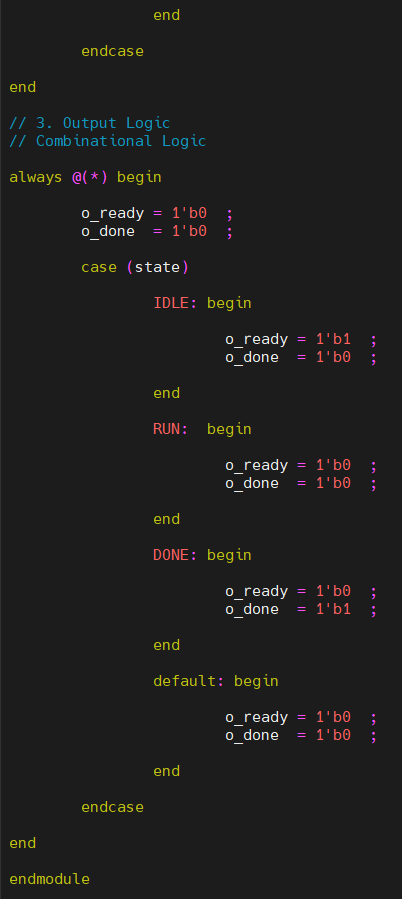 end
endcase
end
// 3. Output Logic
// Combinational Logic
always @(*) begin
o_ready = 1'b0  ;
o_done  = 1'b0  ;
case (state)
IDLE: begin
o_ready = 1'b1  ;
o_done  = 1'b0  ;
end
RUN:  begin
o_ready = 1'b0  ;
o_done  = 1'b0  ;
end
DONE: begin
o_ready = 1'b0  ;
o_done  = 1'b1  ;
end
default: begin
o_ready = 1'b0  ;
o_done  = 1'b0  ;
end
endcase
end
endmodule